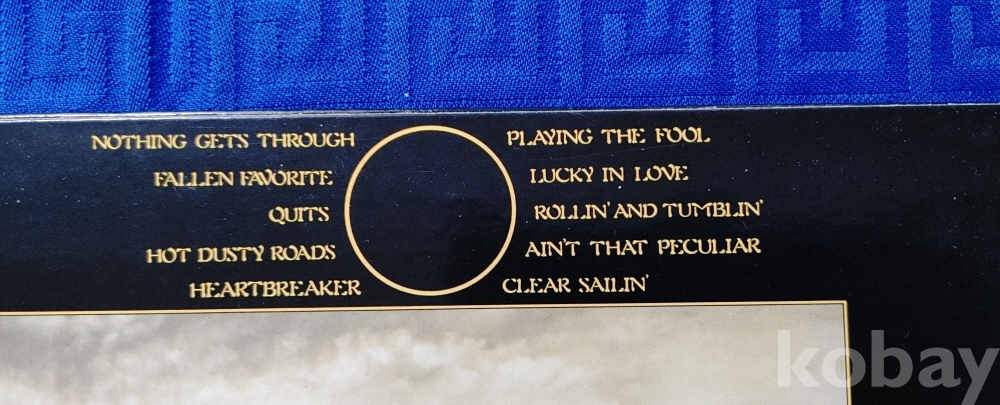 NOTHING GETS THROUGH
FALLEN FAVORITE
QUITS
HOT DUSTY ROADS
HEARTBREAKER
PLAYING THE FOOL
LUCKY IN LOVE
ROLLIN' AND TUMBLIN'
AIN'T THAT PECULIAR
CLEAR SAILIN'
kobay